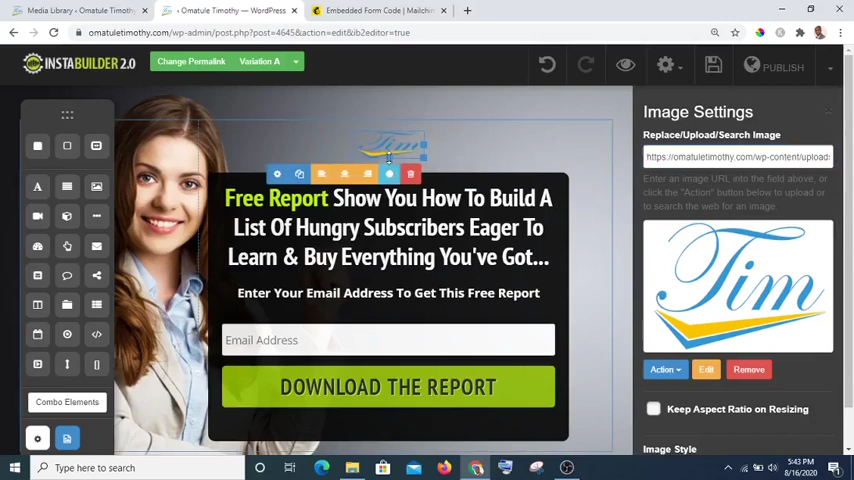 Media Library ‹ Omatule Timothy
‹ Omatule Timothy — WordPress
Embedded Form Code | Mailchim
omatuletimothy.com/wp-admin/post.php?post=4645&action=edit&ib2editor=true
INSTABUILDER 2.0
Change Permalink
Variation A
PUBLISH
Tim
Free Report Show You How To Build A
List Of Hungry Subscribers Eager To
Learn & Buy Everything You've Got...
Enter Your Email Address To Get This Free Report
Email Address
DOWNLOAD THE REPORT
Combo Elements
Image Settings
Replace/Upload/Search Image
https://omatuletimothy.com/wp-content/upload
Enter an image URL into the field above, or
click the "Action" button below to upload or
to search the web for an image.
Tim
Action
Edit
Remove
Keep Aspect Ratio on Resizing
Image Style
Type here to search
5:43 PM
8/16/2020